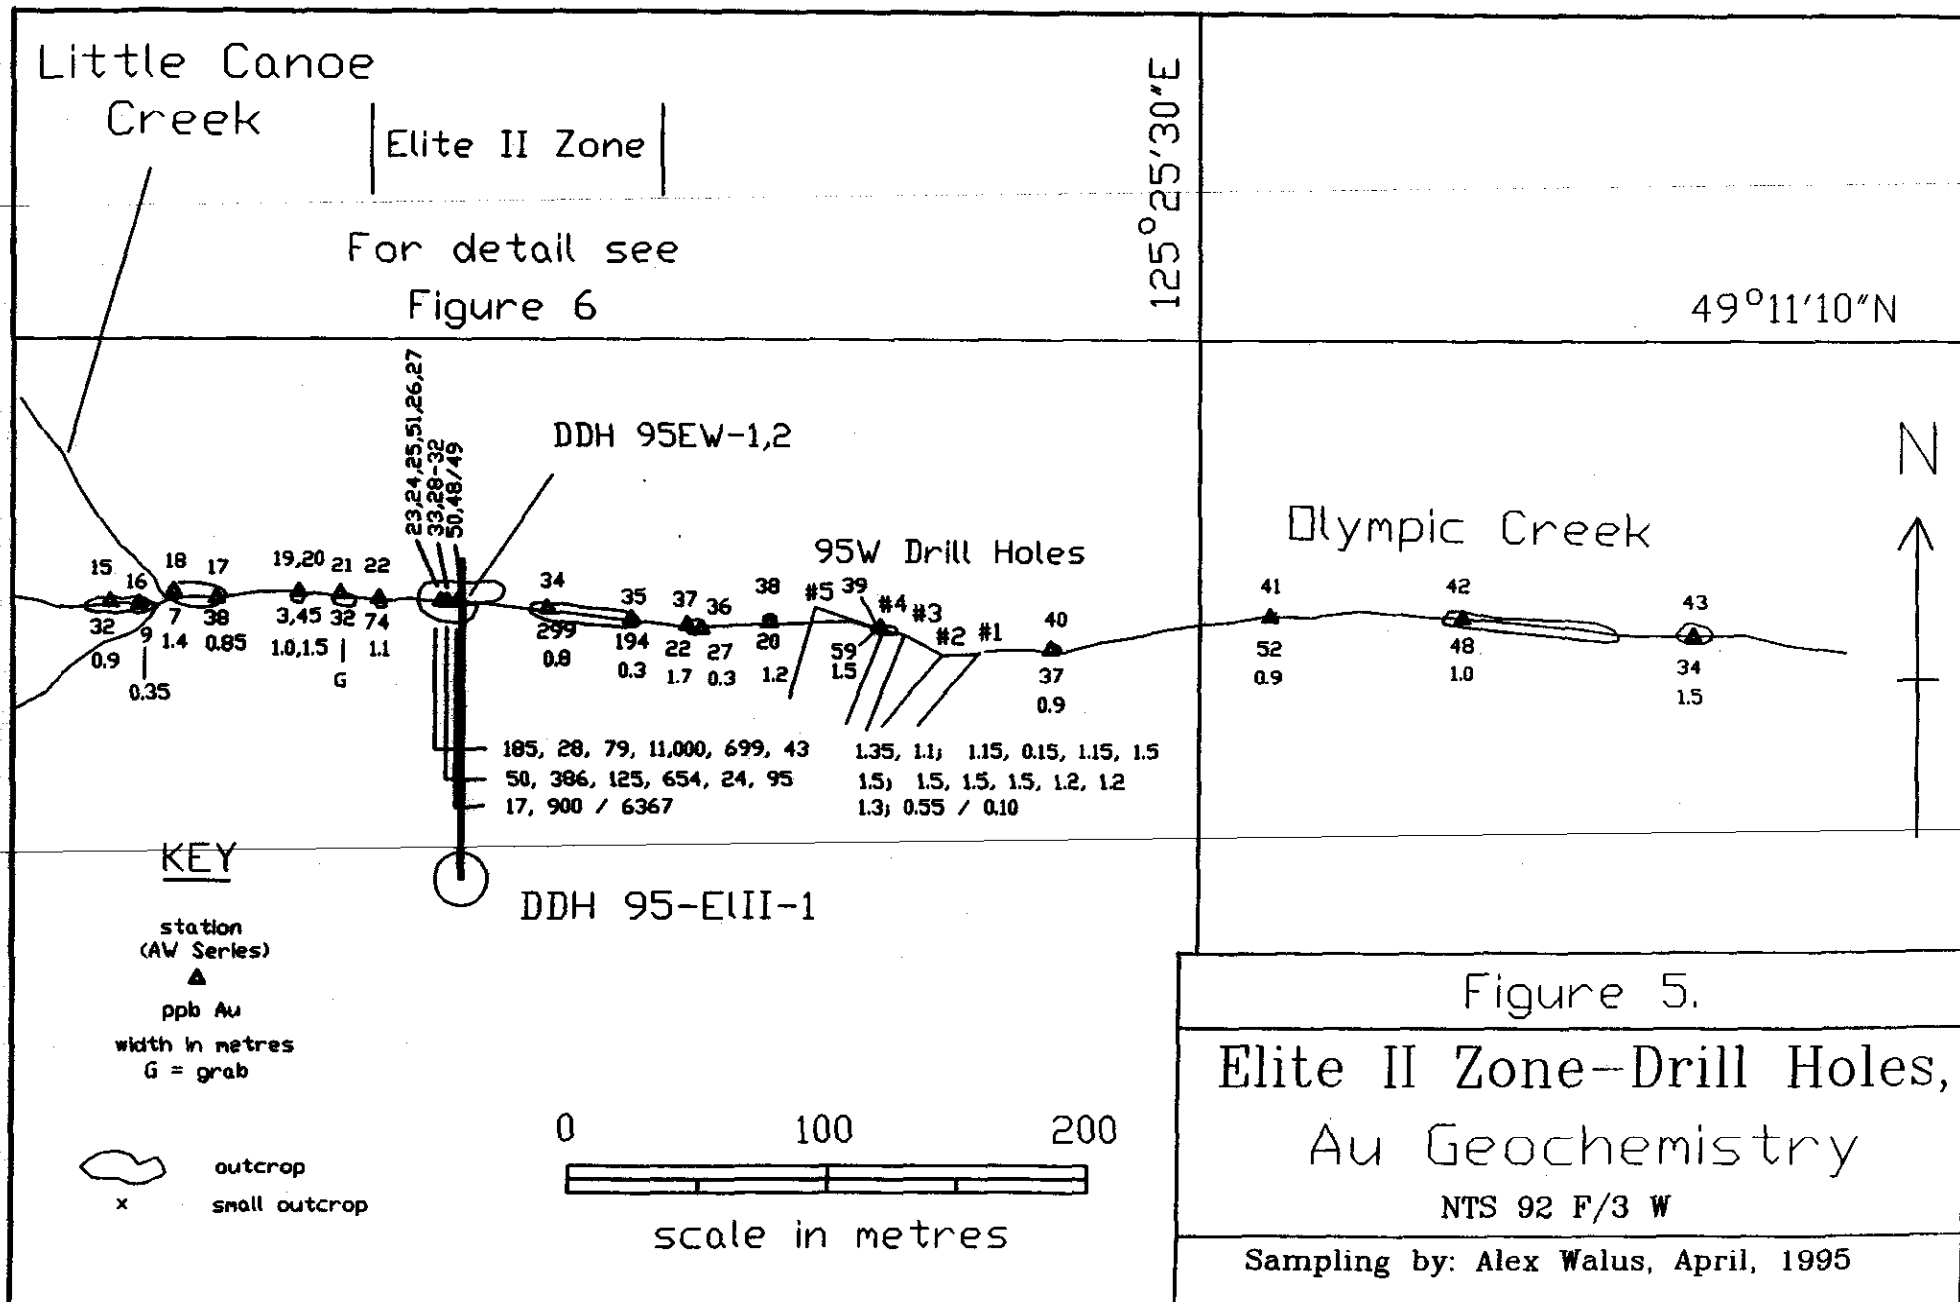 Little Canoe
Creek
Elite II Zone
For detail see
Figure 6
125°25'30"E
49°11'10"N
23,24,25,51,26,27
33,28-32
50,48/49
DDH 95EW-1,2
N
Olympic Creek
95W Drill Holes
15
16
18
17
19,20
21
22
34
35
37
36
38
#5
39
#4
#3
#2
#1
40
41
42
43
32
9
7
38
3,45
32
74
299
194
22
27
20
59
37
52
48
34
0.9
0.35
1.4
0.85
1.0,1.5
G
1.1
0.8
0.3
1.7
0.3
1.2
1.5
0.9
0.9
1.0
1.5
185, 28, 79, 11,000, 699, 43
1.35, 1.1; 1.15, 0.15, 1.15, 1.5
50, 386, 125, 654, 24, 95
1.5; 1.5, 1.5, 1.5, 1.2, 1.2
17, 900 / 6367
1.3; 0.55 / 0.10
DDH 95-ElII-1
KEY
station
(AW Series)
ppb Au
width in metres
G = grab
outcrop
x small outcrop
0 100 200
scale in metres
Figure 5.
Elite II Zone-Drill Holes,
Au Geochemistry
NTS 92 F/3 W
Sampling by: Alex Walus, April, 1995